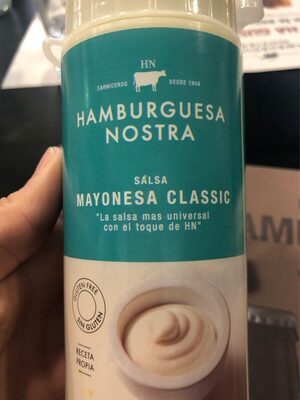 HN
CARNICEROS DESDE 1906
HAMBURGUESA
NOSTRA
SALSA
MAYONESA CLASSIC
"La salsa mas universal
con el toque de HN"
GLUTEN FREE
SIN GLUTEN
RECETA
PROPIA